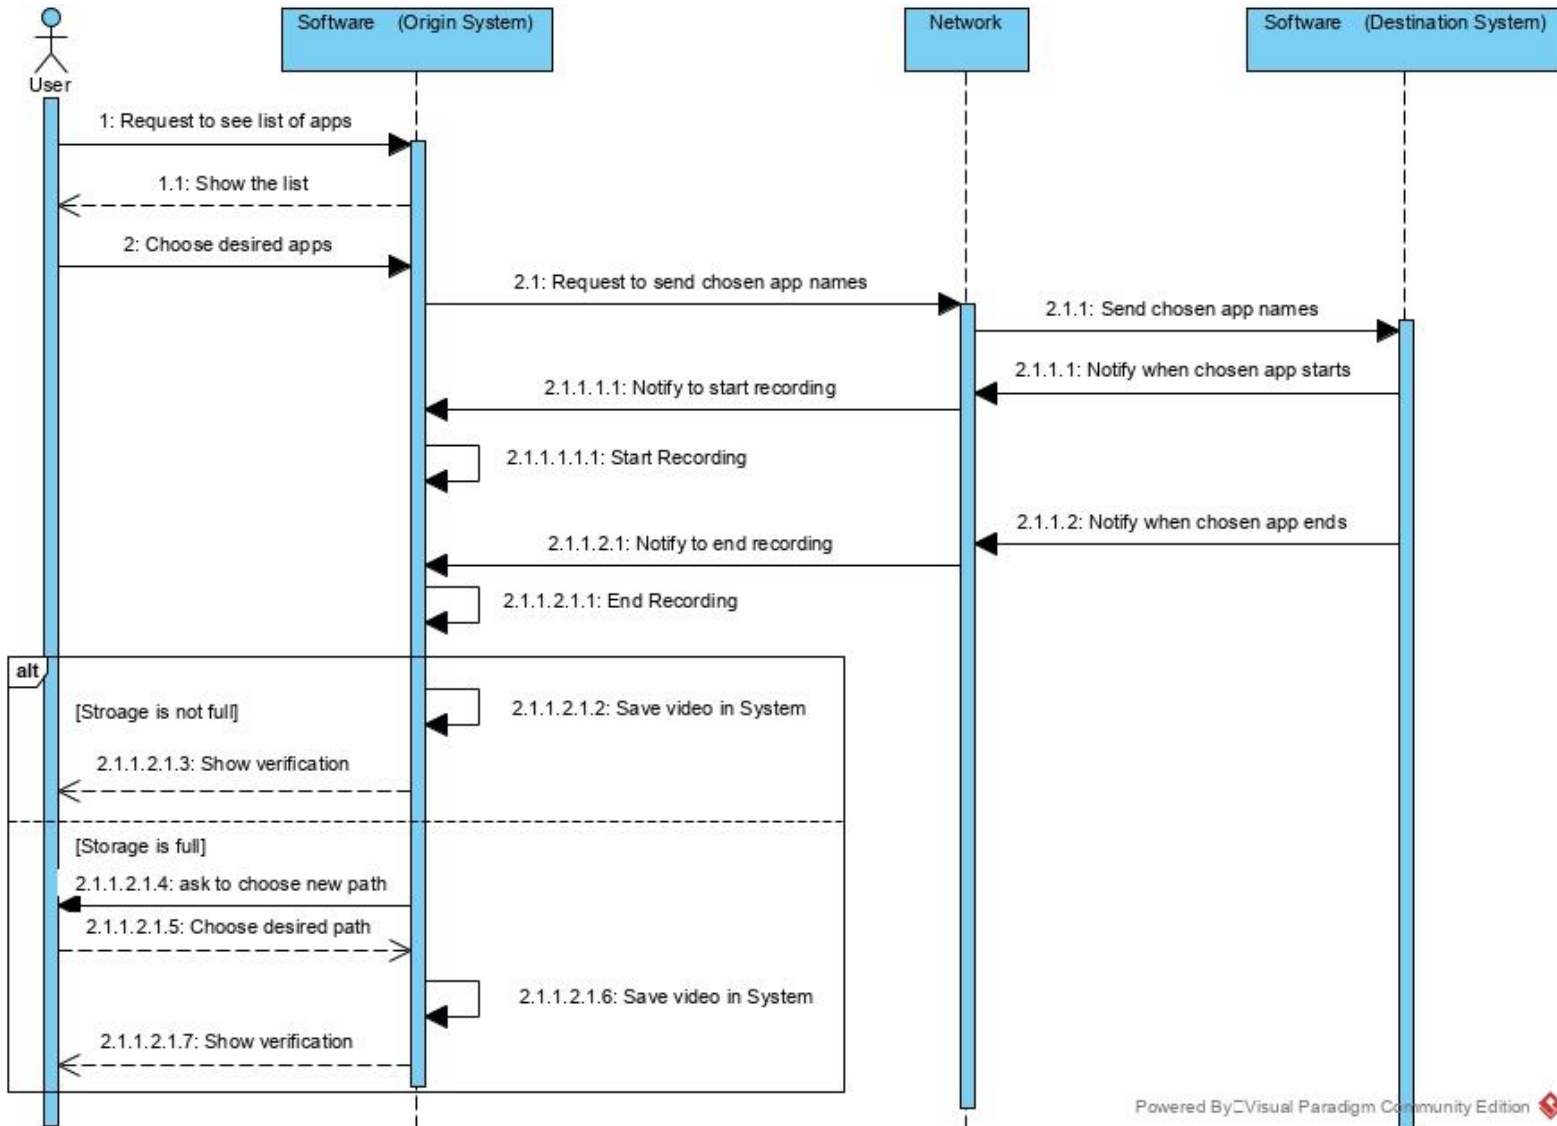 Software (Origin System)
Network
Software (Destination System)
User
1: Request to see list of apps
1.1: Show the list
2: Choose desired apps
2.1: Request to send chosen app names
2.1.1: Send chosen app names
2.1.1.1: Notify when chosen app starts
2.1.1.1.1: Notify to start recording
2.1.1.1.1.1: Start Recording
2.1.1.2: Notify when chosen app ends
2.1.1.2.1: Notify to end recording
2.1.1.2.1.1: End Recording
alt
[Stroage is not full]
2.1.1.2.1.2: Save video in System
2.1.1.2.1.3: Show verification
[Storage is full]
2.1.1.2.1.4: ask to choose new path
2.1.1.2.1.5: Choose desired path
2.1.1.2.1.6: Save video in System
2.1.1.2.1.7: Show verification
Powered By Visual Paradigm Community Edition